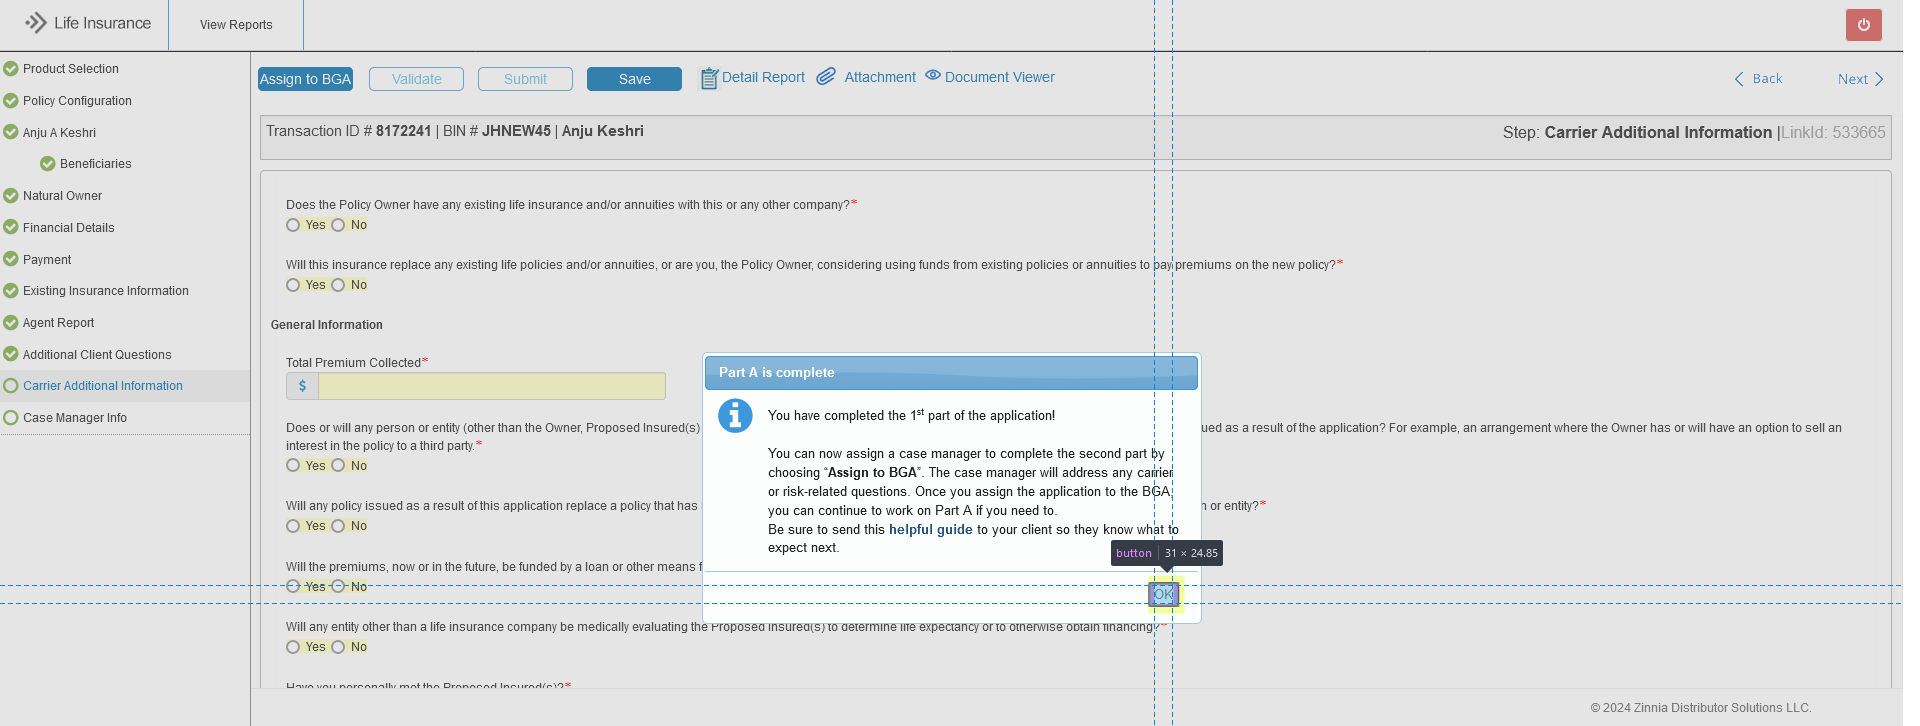 Life Insurance
View Reports
Product Selection
Policy Configuration
Anju A Keshri
Beneficiaries
Natural Owner
Financial Details
Payment
Existing Insurance Information
Agent Report
Additional Client Questions
Carrier Additional Information
Case Manager Info
Assign to BGA
Validate
Submit
Save
Detail Report
Attachment
Document Viewer
Back
Next
Transaction ID # 8172241 | BIN # JHNEW45 | Anju Keshri
Step: Carrier Additional Information |LinkId: 533665
Does the Policy Owner have any existing life insurance and/or annuities with this or any other company?*
Yes No
Will this insurance replace any existing life policies and/or annuities, or are you, the Policy Owner, considering using funds from existing policies or annuities to pay premiums on the new policy?*
Yes No
General Information
Total Premium Collected*
$
Does or will any person or entity (other than the Owner, Proposed Insured(s) ued as a result of the application? For example, an arrangement where the Owner has or will have an option to sell an
interest in the policy to a third party.*
Yes No
Will any policy issued as a result of this application replace a policy that has n or entity?*
Yes No
Will the premiums, now or in the future, be funded by a loan or other means f
Yes No
Will any entity other than a life insurance company be medically evaluating the Proposed Insured(s) to determine life expectancy or to otherwise obtain financing?*
Yes No
Have you personally met the Proposed Insured(s)?*
Part A is complete
You have completed the 1st part of the application!
You can now assign a case manager to complete the second part by
choosing “Assign to BGA”. The case manager will address any carrier
or risk-related questions. Once you assign the application to the BGA,
you can continue to work on Part A if you need to.
Be sure to send this helpful guide to your client so they know what to
expect next.
button 31 × 24.85
OK
© 2024 Zinnia Distributor Solutions LLC.